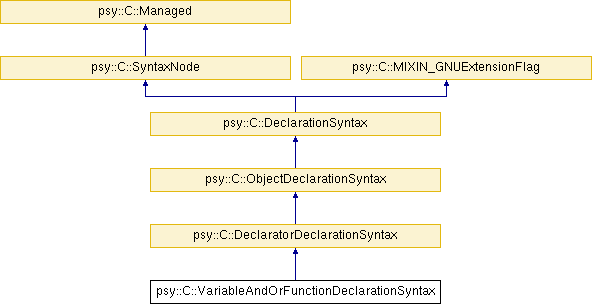 psy::C::Managed
psy::C::SyntaxNode
psy::C::MIXIN_GNUExtensionFlag
psy::C::DeclarationSyntax
psy::C::ObjectDeclarationSyntax
psy::C::DeclaratorDeclarationSyntax
psy::C::VariableAndOrFunctionDeclarationSyntax